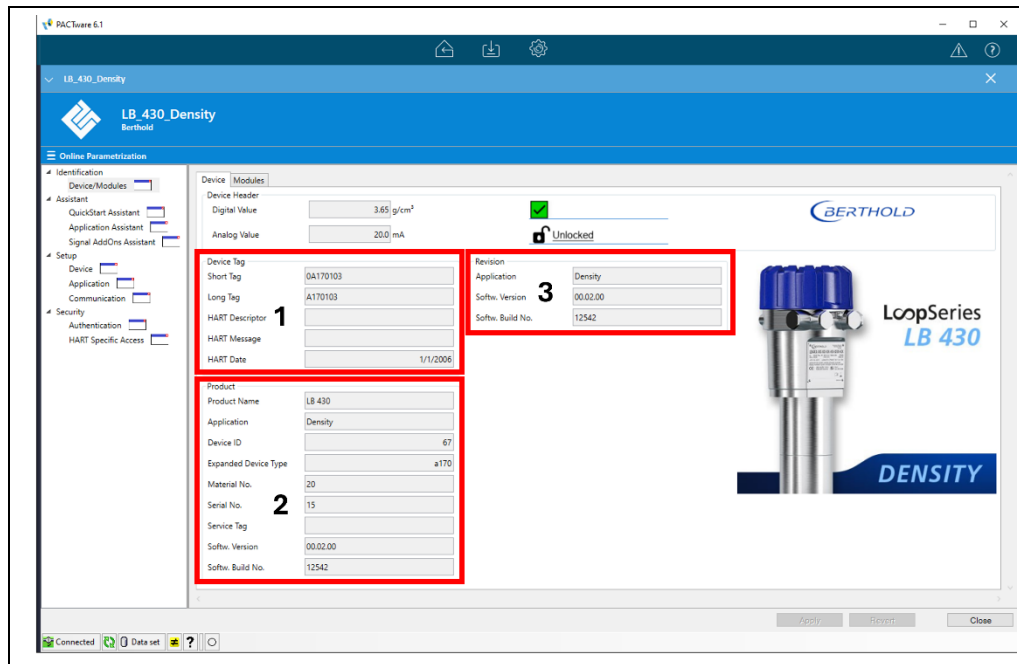 PACTware 6.1
LB_430_Density
LB_430_Density
Berthold
Online Parametrization
Identification
Device/Modules
Assistant
QuickStart Assistant
Application Assistant
Signal AddOns Assistant
Setup
Device
Application
Communication
Security
Authentication
HART Specific Access
Device Modules
Device Header
Digital Value 3.65 g/cm³
Analog Value 20.0 mA
Unlocked
BERTHOLD
Device Tag
Short Tag 0A170103
Long Tag A170103
HART Descriptor
1
HART Message
HART Date 1/1/2006
Revision
Application Density
Softw. Version 00.02.00
3
Softw. Build No. 12542
Product
Product Name LB 430
Application Density
Device ID 67
Expanded Device Type a170
Material No. 20
Serial No. 15
2
Service Tag
Softw. Version 00.02.00
Softw. Build No. 12542
LoopSeries
LB 430
DENSITY
Apply Revert Close
Connected Data set ?